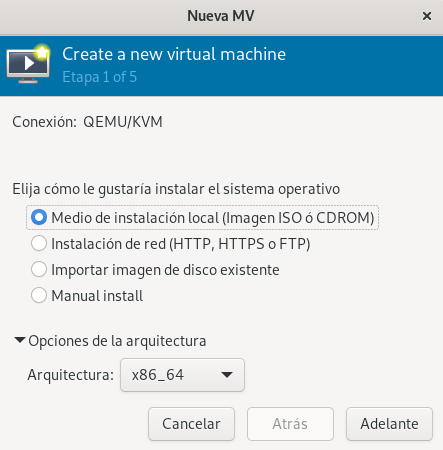 Nueva MV
Create a new virtual machine
Etapa 1 of 5
Conexión: QEMU/KVM
Elija cómo le gustaría instalar el sistema operativo
Medio de instalación local (Imagen ISO ó CDROM)
Instalación de red (HTTP, HTTPS o FTP)
Importar imagen de disco existente
Manual install
Opciones de la arquitectura
Arquitectura: x86_64
Cancelar Atrás Adelante